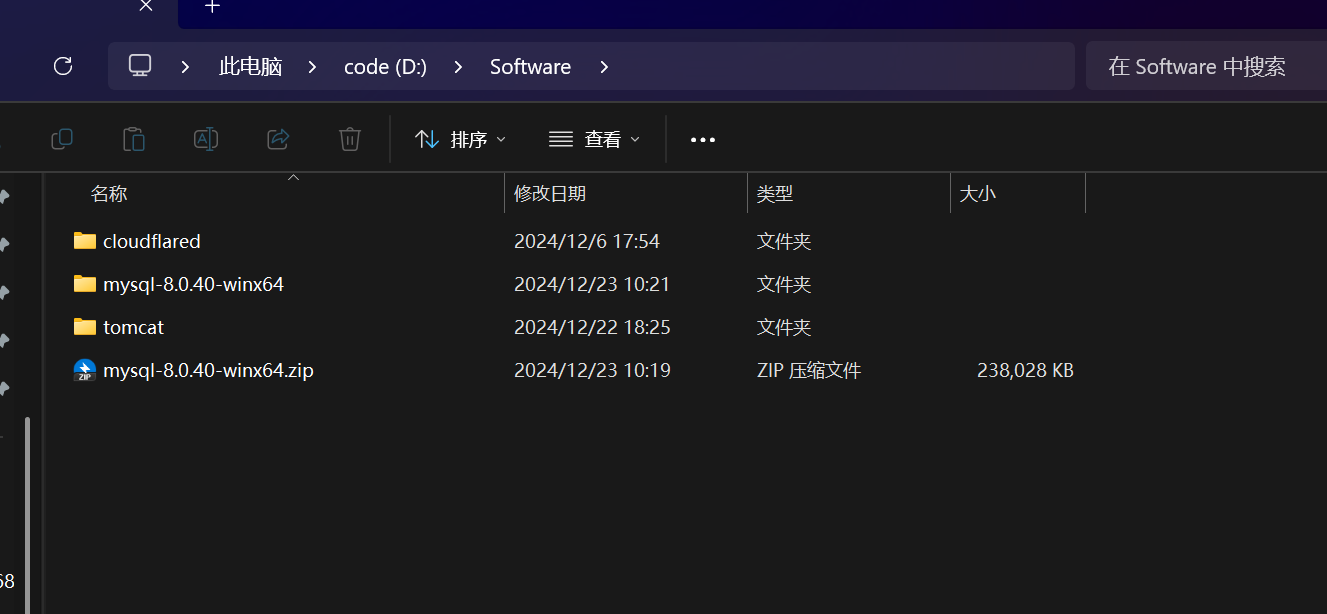 此电脑 code (D:) Software 在 Software 中搜索
排序 查看
名称 修改日期 类型 大小
cloudflared 2024/12/6 17:54 文件夹
mysql-8.0.40-winx64 2024/12/23 10:21 文件夹
tomcat 2024/12/22 18:25 文件夹
mysql-8.0.40-winx64.zip 2024/12/23 10:19 ZIP 压缩文件 238,028 KB